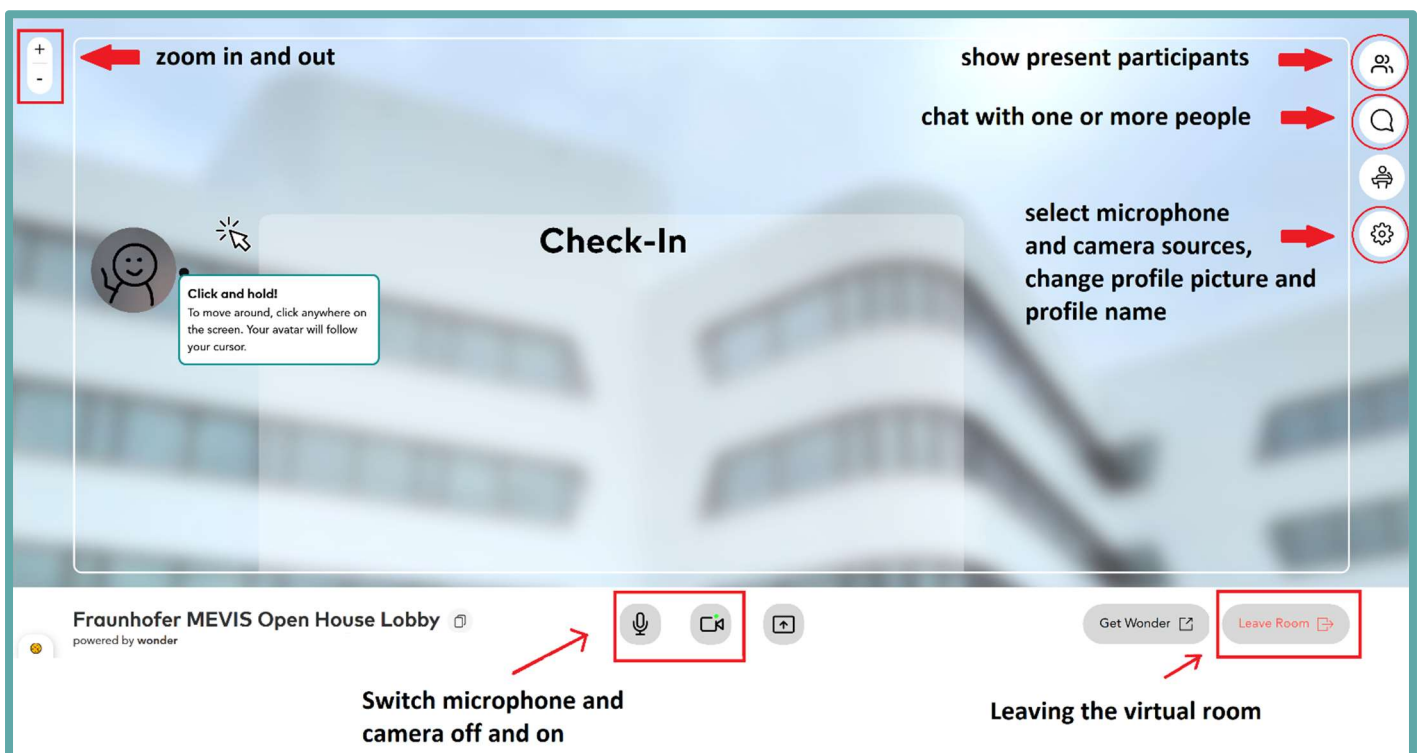 +
-
zoom in and out
show present participants
chat with one or more people
select microphone
and camera sources,
change profile picture and
profile name
Check-In
Click and hold!
To move around, click anywhere on
the screen. Your avatar will follow
your cursor.
Fraunhofer MEVIS Open House Lobby
powered by wonder
Get Wonder
Leave Room
Switch microphone and
camera off and on
Leaving the virtual room